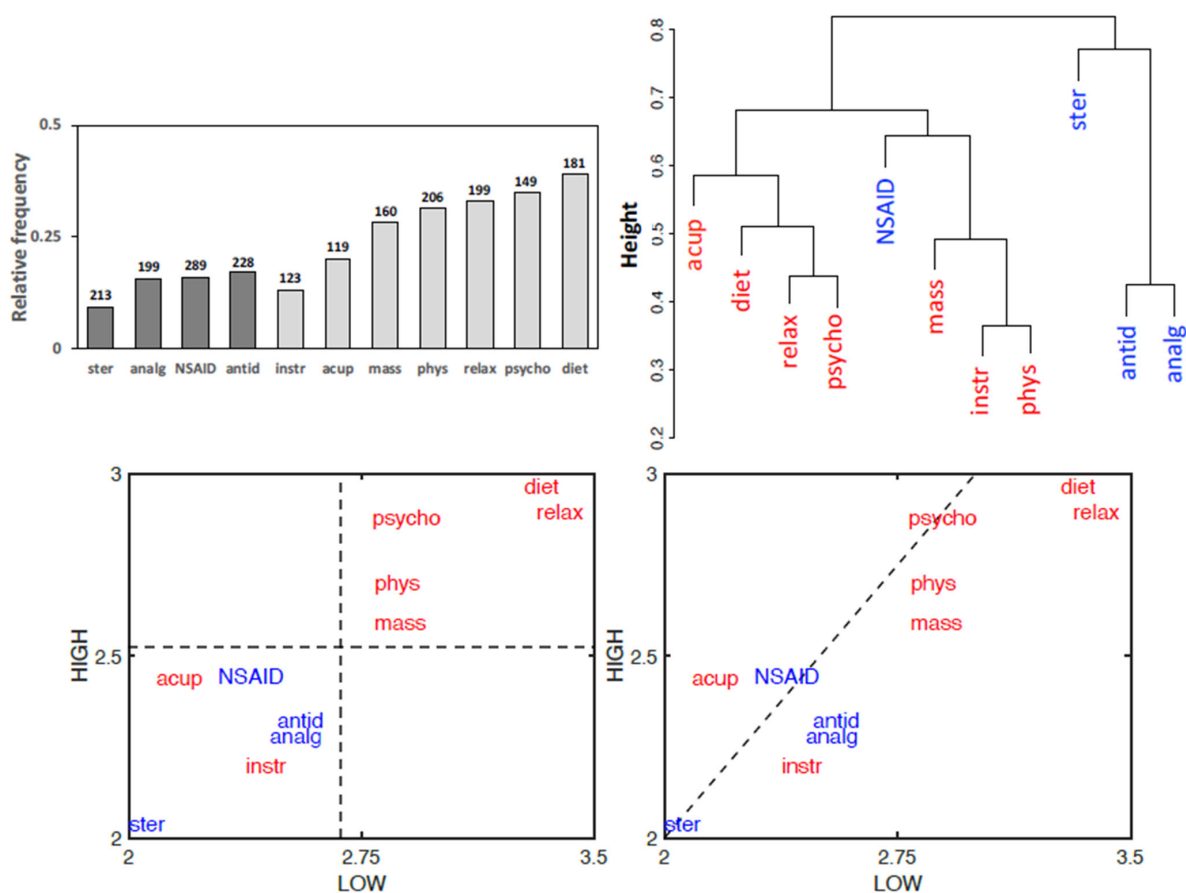 0.5
0.25
0
Relative frequency
213
199
289
228
123
119
160
206
199
149
181
ster analg NSAID antid instr acup mass phys relax psycho diet
Height
0.8
0.7
0.6
0.5
0.4
0.3
0.2
acup
diet
relax
psycho
NSAID
mass
instr
phys
ster
antid
analg
3
2.5
2
HIGH
diet
relax
psycho
phys
mass
acup NSAID
antid
analg
instr
ster
2 2.75 3.5
LOW
3
2.5
2
HIGH
diet
relax
psycho
phys
mass
acup NSAID
antid
analg
instr
ster
2 2.75 3.5
LOW